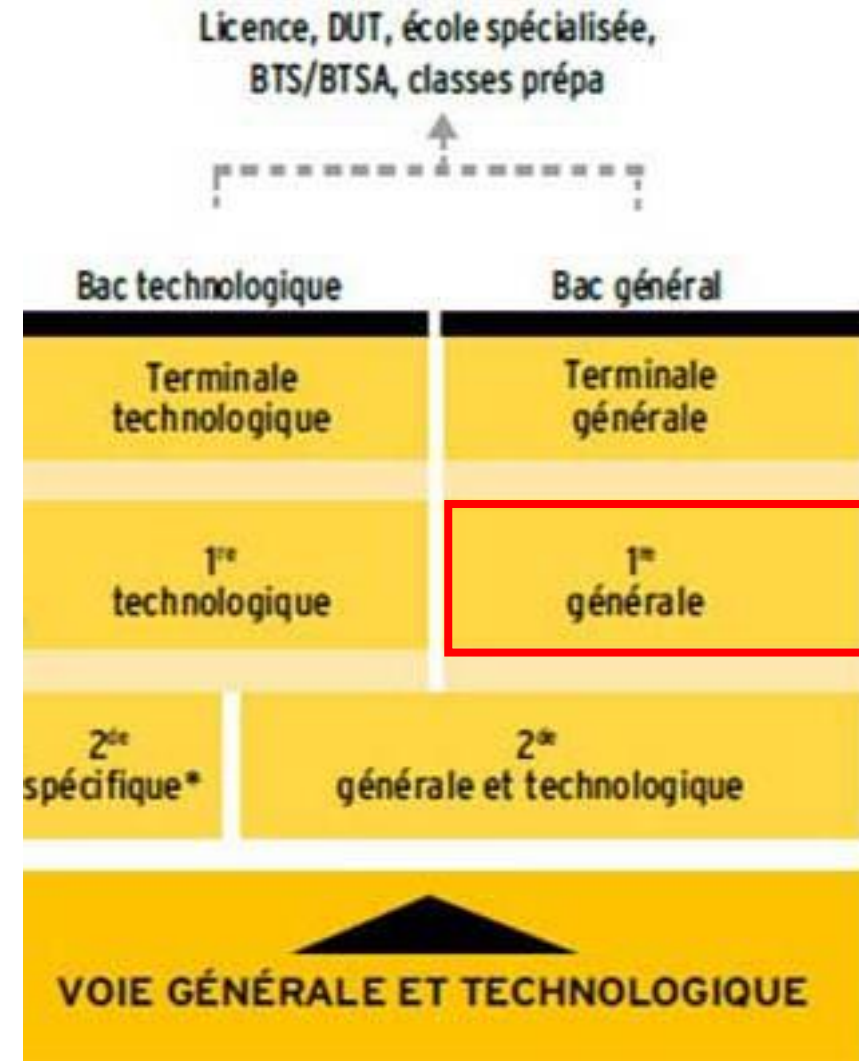 Licence, DUT, école spécialisée,
BTS/BTSA, classes prépa
Bac technologique
Bac général
Terminale
technologique
Terminale
générale
1re
technologique
1re
générale
2de
spécifique*
2de
générale et technologique
VOIE GÉNÉRALE ET TECHNOLOGIQUE